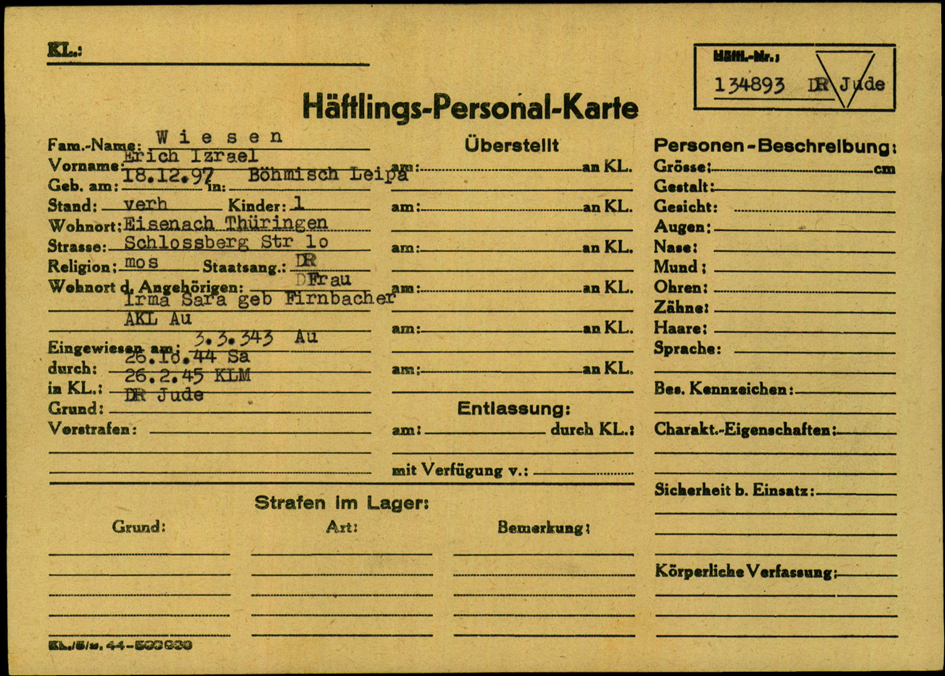 KL.:
Häftl.-Nr.:
134893 DR Jude
Häftlings-Personal-Karte
Fam.-Name: W i e s e n
Vorname: Erich Izrael
Geb. am: 18.12.97 in: Böhmisch Leipa
Stand: verh Kinder: 1
Wohnort: Eisenach Thüringen
Strasse: Schlossberg Str 10
Religion: mos Staatsang.: DR
Wohnort d. Angehörigen: DFrau
Irma Sara geb Firnbacher
AKL Au
Eingewiesen am: 3.3.343 Au
durch: 26.10.44 Sa
in KL.: 26.2.45 KLM
Grund: DR Jude
Vorstrafen:
Überstellt
am: an KL.
am: an KL.
am: an KL.
am: an KL.
am: an KL.
am: an KL.
Entlassung:
am: durch KL.:
mit Verfügung v.:
Personen-Beschreibung:
Grösse: cm
Gestalt:
Gesicht:
Augen:
Nase:
Mund:
Ohren:
Zähne:
Haare:
Sprache:
Bes. Kennzeichen:
Charakt.-Eigenschaften:
Sicherheit b. Einsatz:
Körperliche Verfassung:
Strafen im Lager:
Grund: Art: Bemerkung: